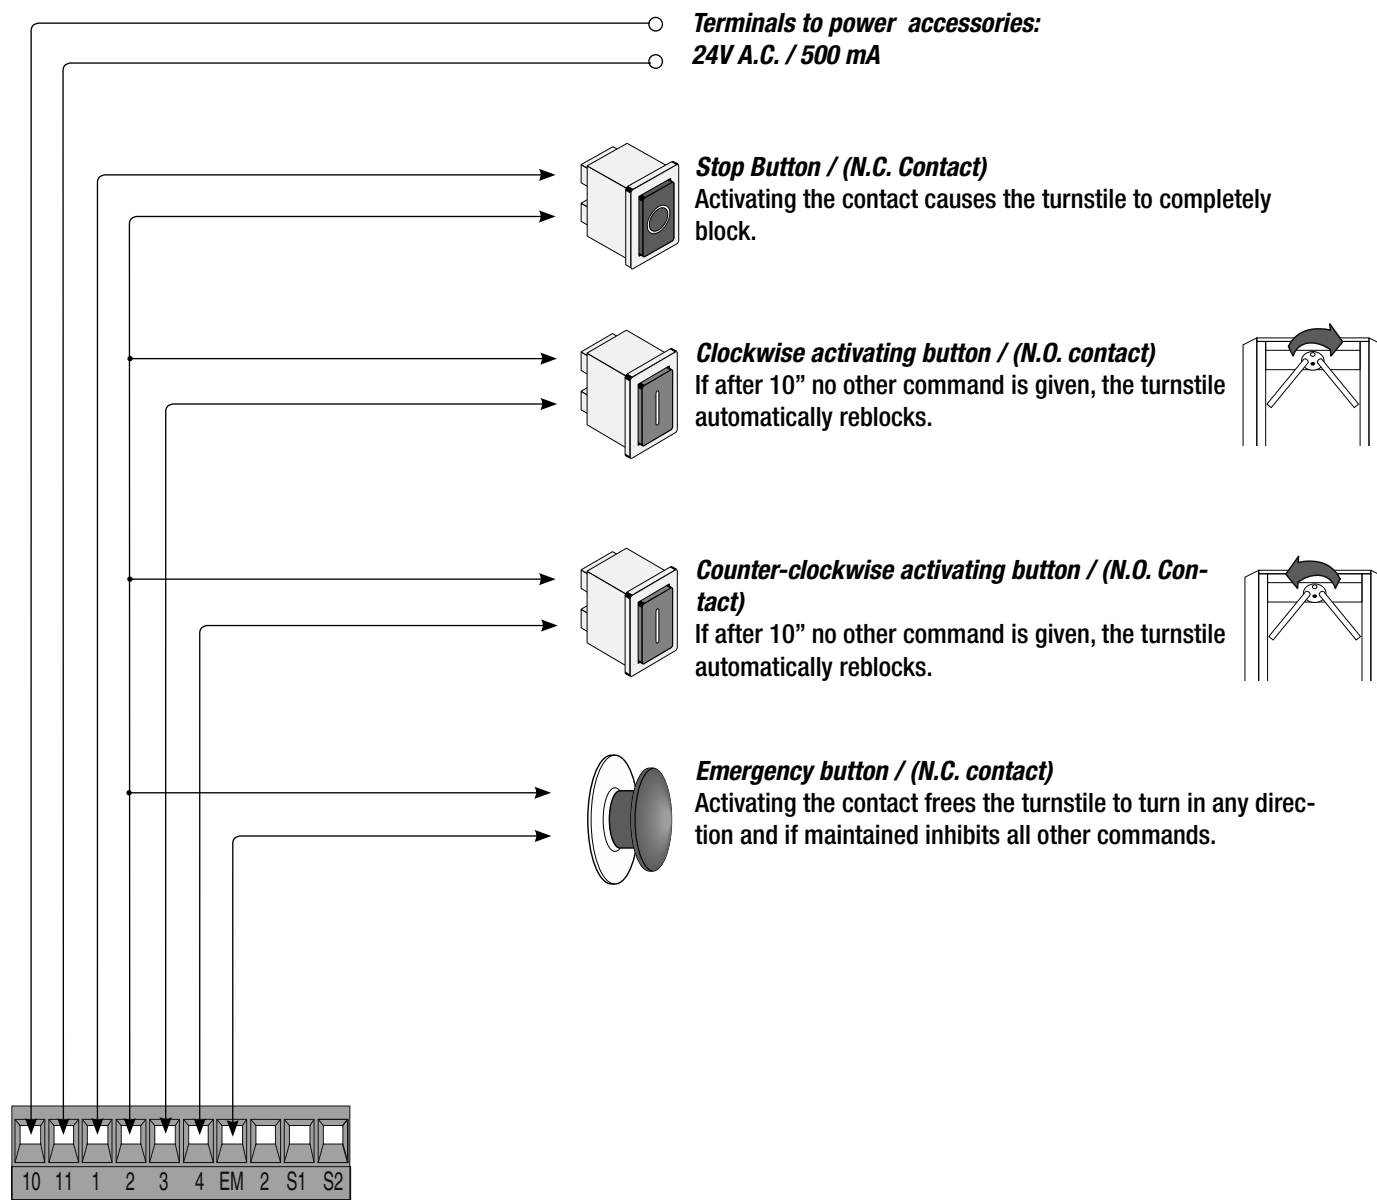 Terminals to power accessories:
24V A.C. / 500 mA
Stop Button / (N.C. Contact)
Activating the contact causes the turnstile to completely
block.
Clockwise activating button / (N.O. contact)
If after 10” no other command is given, the turnstile
automatically reblocks.
Counter-clockwise activating button / (N.O. Con-
tact)
If after 10” no other command is given, the turnstile
automatically reblocks.
Emergency button / (N.C. contact)
Activating the contact frees the turnstile to turn in any direc-
tion and if maintained inhibits all other commands.
10 11 1 2 3 4 EM 2 S1 S2